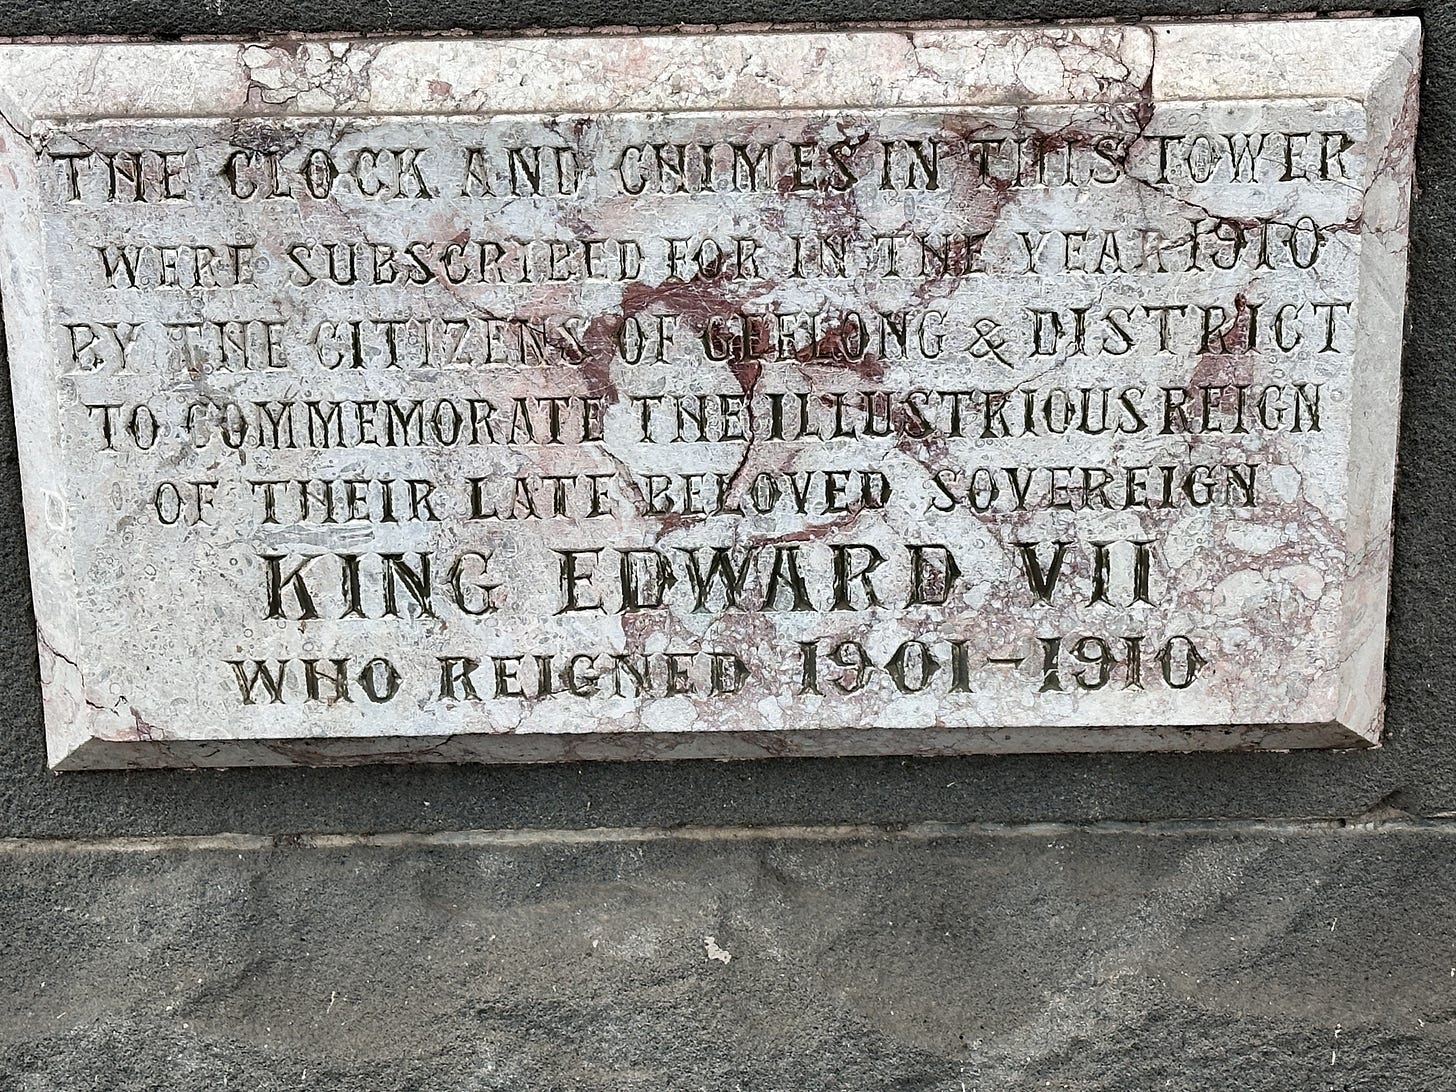 THE CLOCK AND CHIMES IN THIS TOWER
WERE SUBSCRIBED FOR IN THE YEAR 1910
BY THE CITIZENS OF GEELONG & DISTRICT
TO COMMEMORATE THE ILLUSTRIOUS REIGN
OF THEIR LATE BELOVED SOVEREIGN
KING EDWARD VII
WHO REIGNED 1901-1910